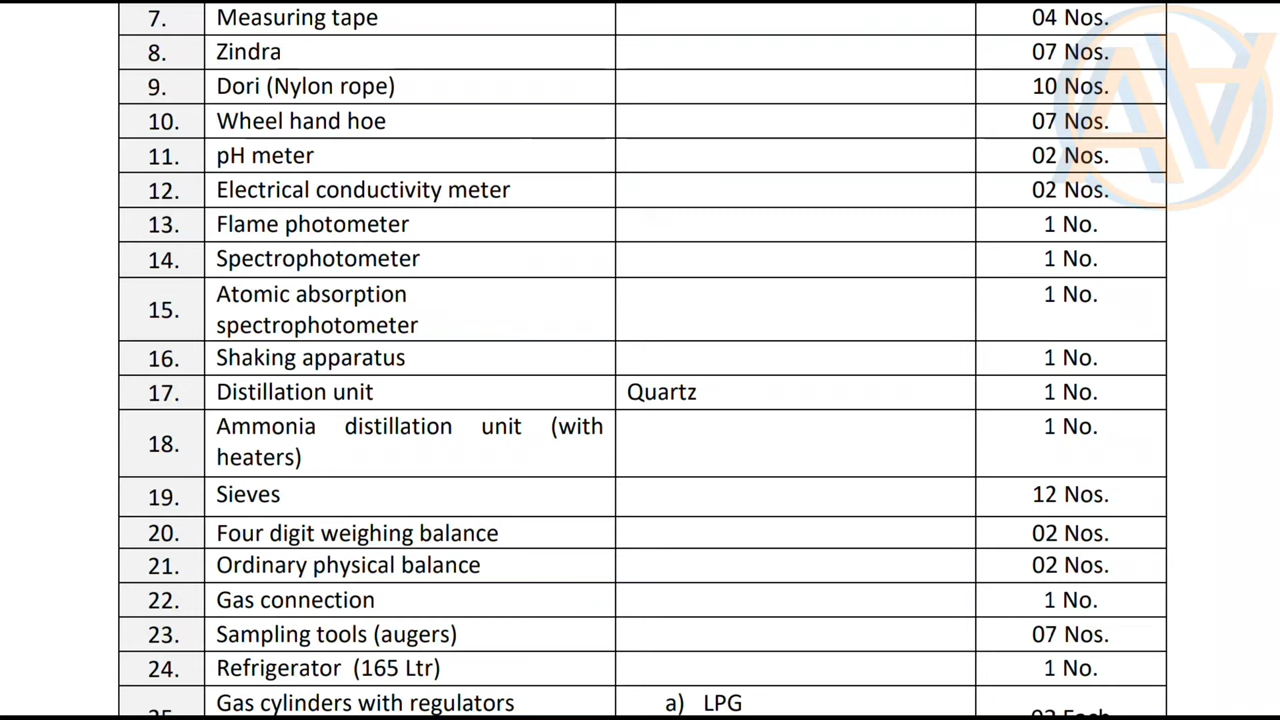 7. Measuring tape 04 Nos.
8. Zindra 07 Nos.
9. Dori (Nylon rope) 10 Nos.
10. Wheel hand hoe 07 Nos.
11. pH meter 02 Nos.
12. Electrical conductivity meter 02 Nos.
13. Flame photometer 1 No.
14. Spectrophotometer 1 No.
15. Atomic absorption 1 No.
spectrophotometer
16. Shaking apparatus 1 No.
17. Distillation unit Quartz 1 No.
18. Ammonia distillation unit (with 1 No.
heaters)
19. Sieves 12 Nos.
20. Four digit weighing balance 02 Nos.
21. Ordinary physical balance 02 Nos.
22. Gas connection 1 No.
23. Sampling tools (augers) 07 Nos.
24. Refrigerator (165 Ltr) 1 No.
Gas cylinders with regulators a) LPG